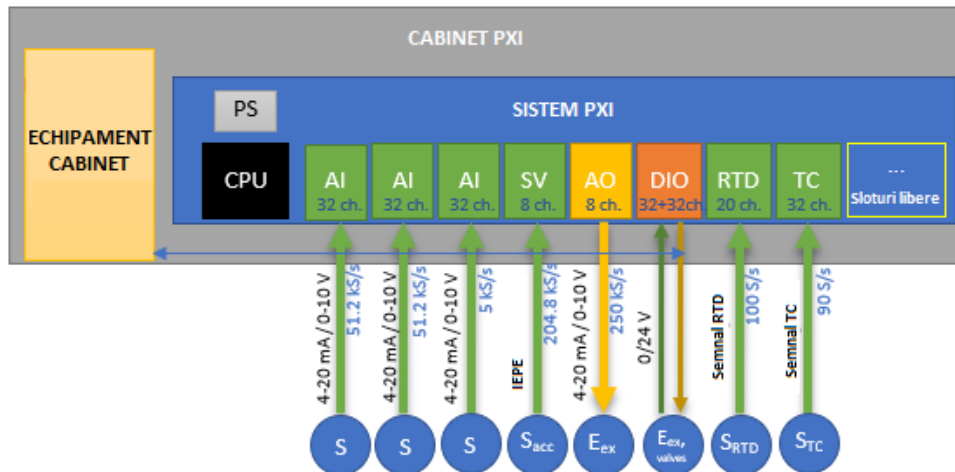 CABINET PXI
ECHIPAMENT
CABINET
PS
SISTEM PXI
CPU
AI
32 ch.
AI
32 ch.
AI
32 ch.
SV
8 ch.
AO
8 ch.
DIO
32+32ch.
RTD
20 ch.
TC
32 ch.
...
Sloturi libere
4-20 mA / 0-10 V
51.2 kS/s
4-20 mA / 0-10 V
51.2 kS/s
4-20 mA / 0-10 V
5 kS/s
IEPE
204.8 kS/s
4-20 mA / 0-10 V
250 kS/s
0/24 V
Semnal RTD
100 S/s
Semnal TC
90 S/s
S
S
S
Sacc
Eex
Eex,
valves
SRTD
STC